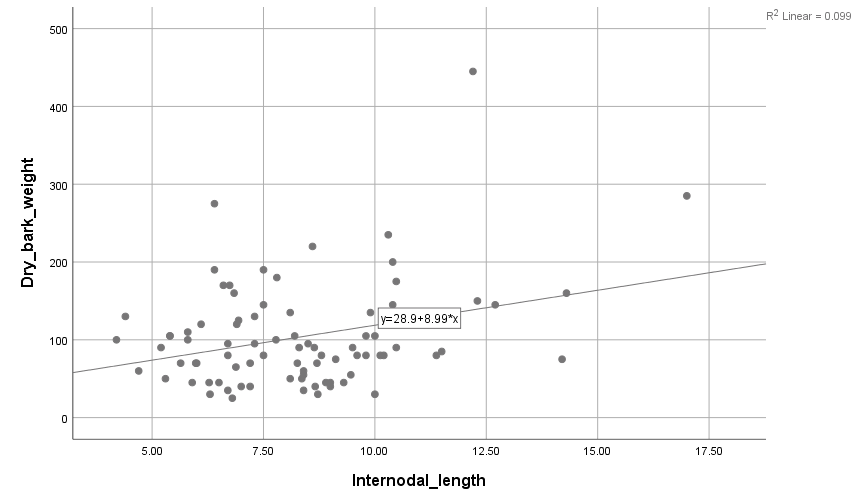 R2 Linear = 0.099
500
400
300
200
100
0
Dry_bark_weight
y=28.9+8.99*x
5.00 7.50 10.00 12.50 15.00 17.50
Internodal_length